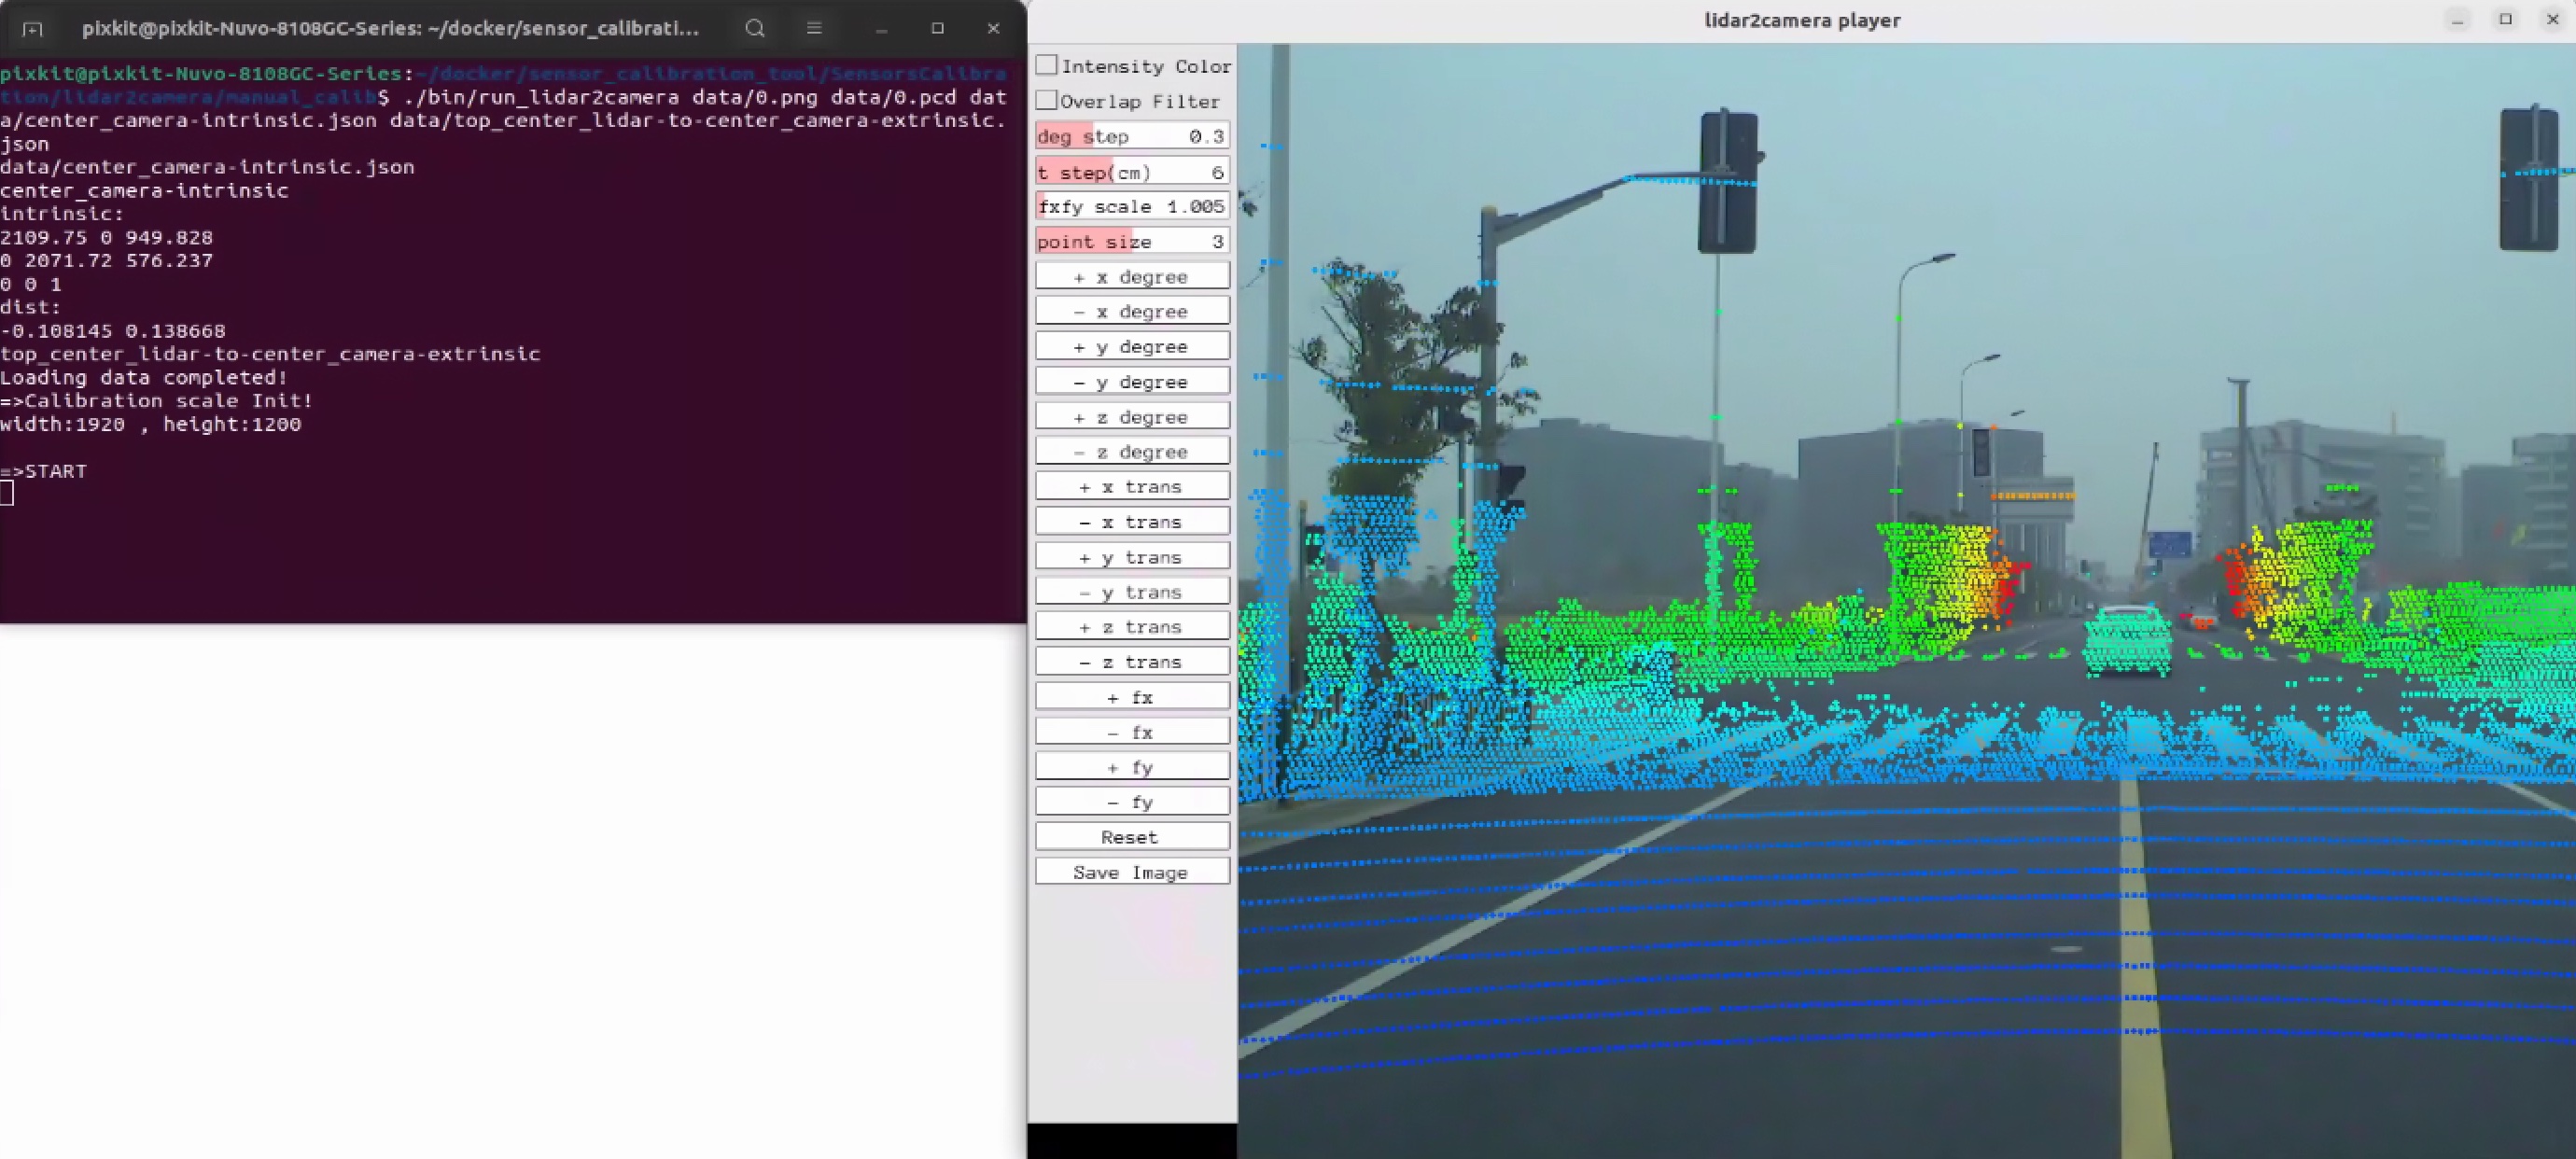 pixkit@pixkit-Nuvo-8108GC-Series: ~/docker/sensor_calibrati...
pixkit@pixkit-Nuvo-8108GC-Series:~/docker/sensor_calibration_tool/SensorsCalibra
tion/lidar2camera/manual_calib$ ./bin/run_lidar2camera data/0.png data/0.pcd dat
a/center_camera-intrinsic.json data/top_center_lidar-to-center_camera-extrinsic.
json
data/center_camera-intrinsic.json
center_camera-intrinsic
intrinsic:
2109.75 0 949.828
0 2071.72 576.237
0 0 1
dist:
-0.108145 0.138668
top_center_lidar-to-center_camera-extrinsic
Loading data completed!
=>Calibration scale Init!
width:1920 , height:1200
=>START
lidar2camera player
Intensity Color
Overlap Filter
deg step 0.3
t step(cm) 6
fxfy scale 1.005
point size 3
+ x degree
- x degree
+ y degree
- y degree
+ z degree
- z degree
+ x trans
- x trans
+ y trans
- y trans
+ z trans
- z trans
+ fx
- fx
+ fy
- fy
Reset
Save Image